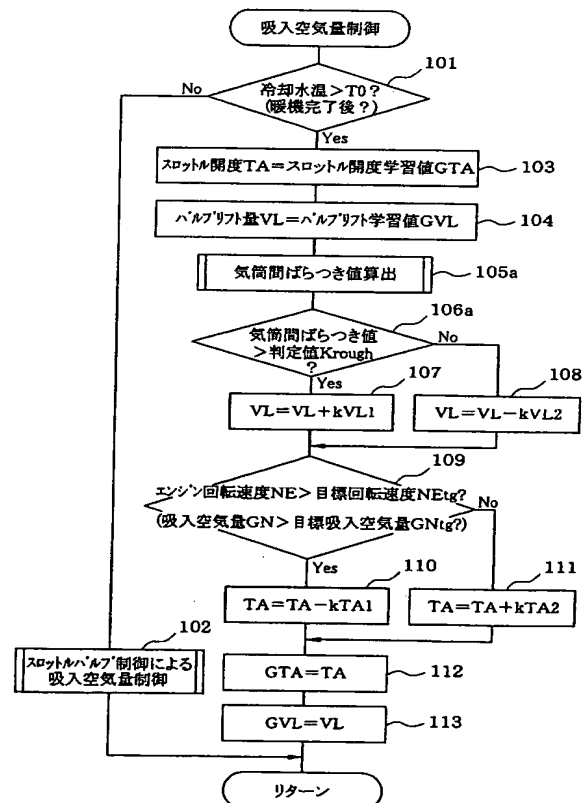 吸入空気量制御
101
冷却水温>T0?
(暖機完了後?)
No
Yes
スロットル開度TA=スロットル開度学習値GTA
103
バルブリフト量VL=バルブリフト学習値GVL
104
気筒間ばらつき値算出
105a
106a
気筒間ばらつき値
>判定値Krough
?
No
Yes
107
VL=VL+kVL1
108
VL=VL-kVL2
109
エンジン回転速度NE>目標回転速度NEtg?
(吸入空気量GN>目標吸入空気量GNtg?)
No
Yes
110
TA=TA-kTA1
111
TA=TA+kTA2
102
スロットルバルブ制御による
吸入空気量制御
GTA=TA
112
GVL=VL
113
リターン